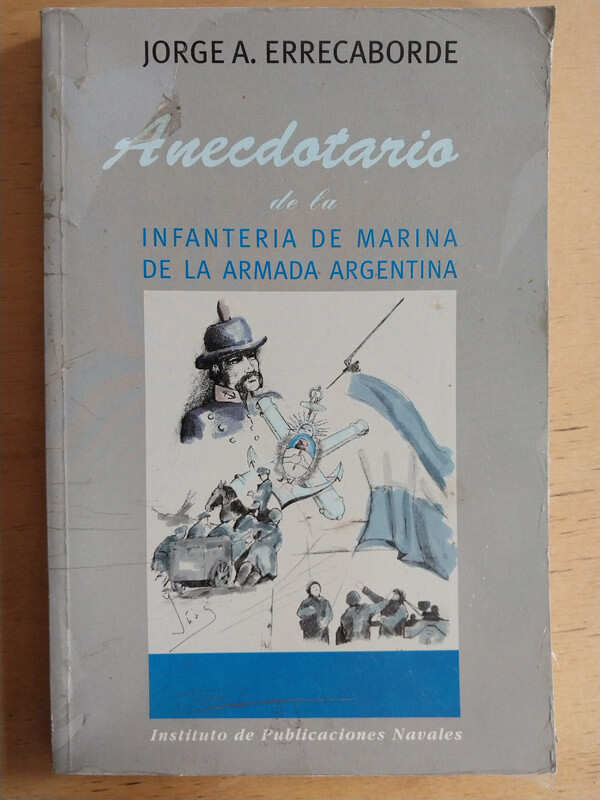 JORGE A. ERRECABORDE
Anecdotario
de la
INFANTERIA DE MARINA
DE LA ARMADA ARGENTINA
Instituto de Publicaciones Navales